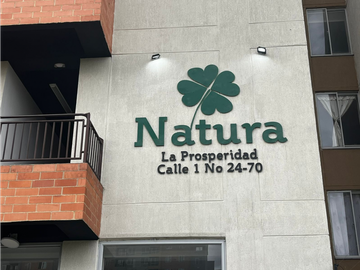 Natura
La Prosperidad
Calle 1 No 24-70